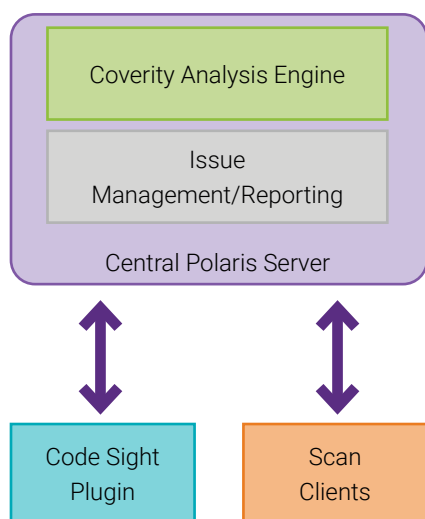 Coverity Analysis Engine
Issue
Management/Reporting
Central Polaris Server
Code Sight
Plugin
Scan
Clients